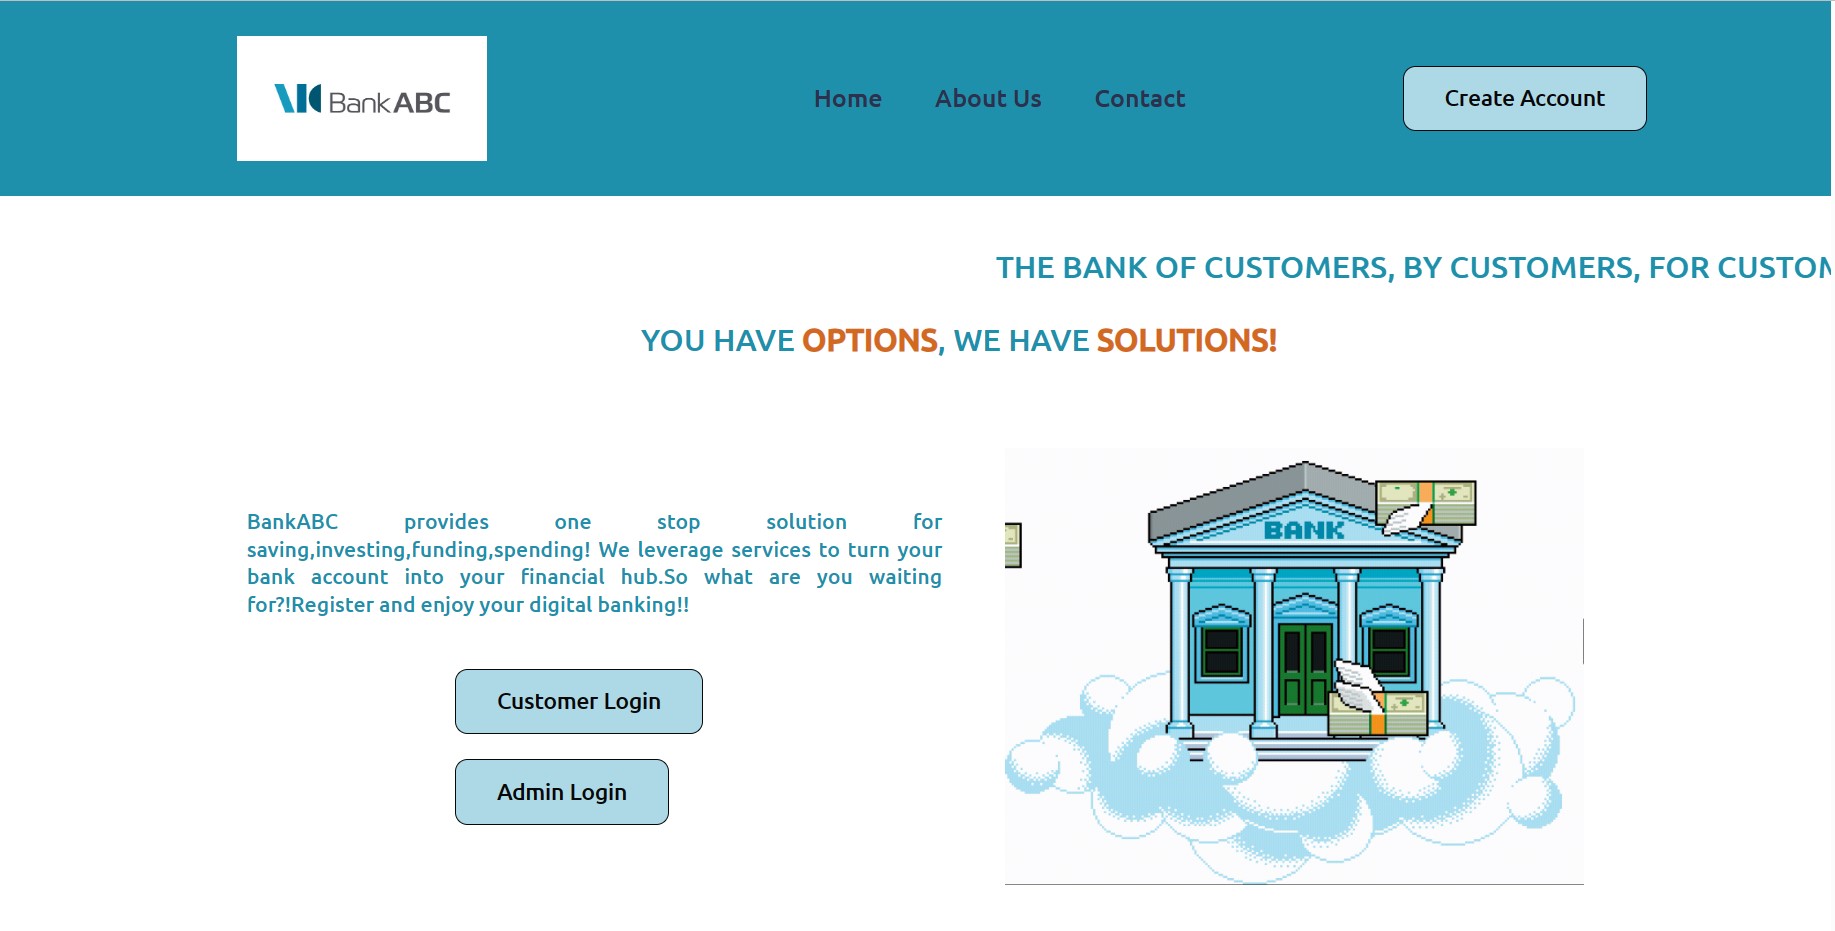 BankABC
Home
About Us
Contact
Create Account
THE BANK OF CUSTOMERS, BY CUSTOMERS, FOR CUSTOM
YOU HAVE OPTIONS, WE HAVE SOLUTIONS!
BankABC provides one stop solution for
saving,investing,funding,spending! We leverage services to turn your
bank account into your financial hub.So what are you waiting
for?!Register and enjoy your digital banking!!
Customer Login
Admin Login
BANK